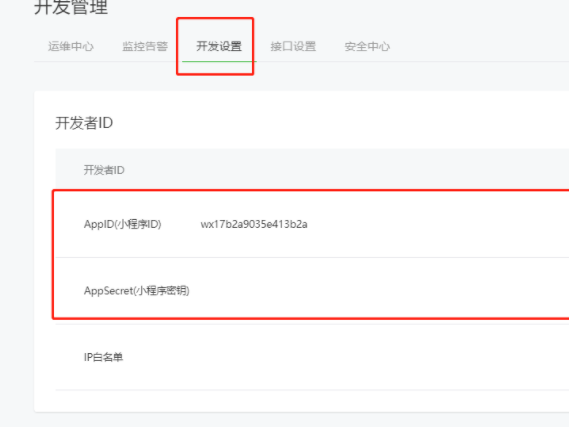 开发管理
运维中心 监控告警 开发设置 接口设置 安全中心
开发者ID
开发者ID
AppID(小程序ID) wx17b2a9035e413b2a
AppSecret(小程序密钥)
IP白名单